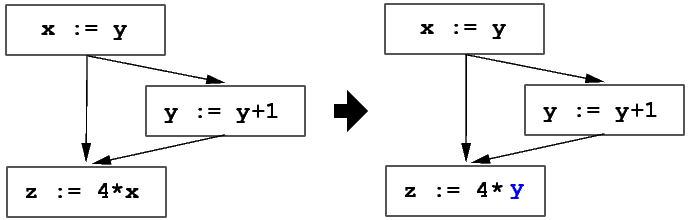 x := y
y := y+1
z := 4*x
x := y
y := y+1
z := 4* y